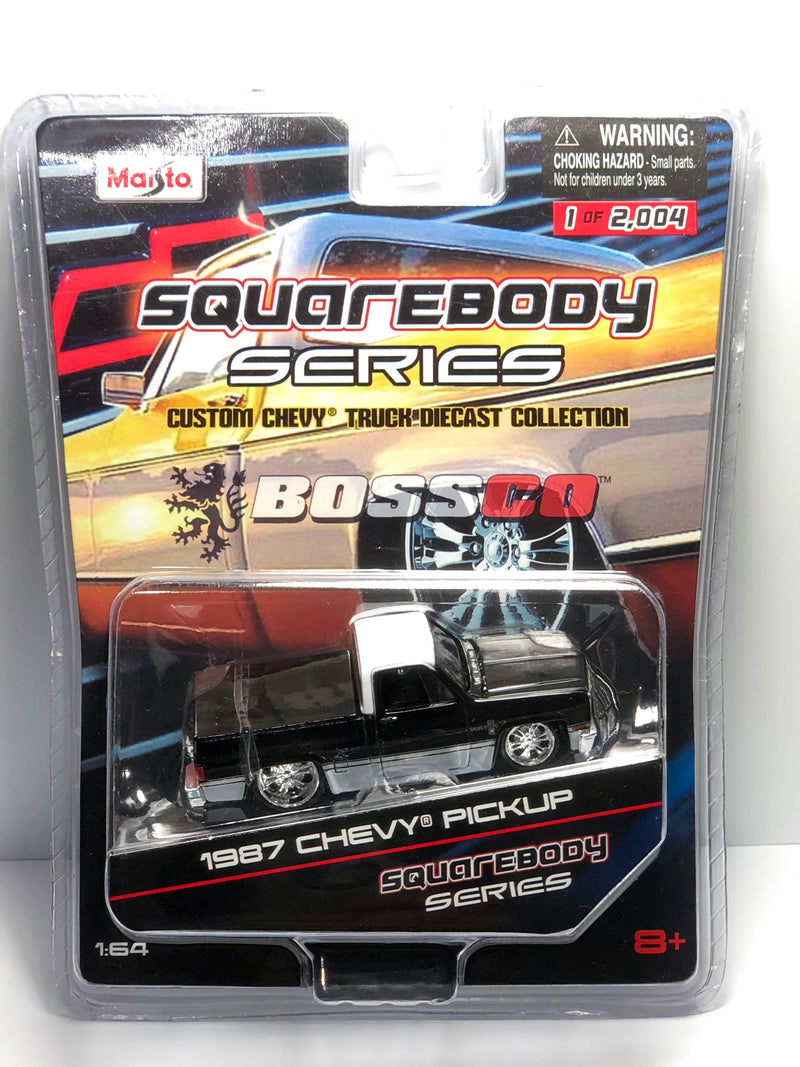 Maisto
WARNING:
CHOKING HAZARD - Small parts.
Not for children under 3 years.
1 OF 2,004
SQUAREBODY
SERIES
CUSTOM CHEVY® TRUCK DIECAST COLLECTION
BOSSCO™
1987 CHEVY® PICKUP
SQUAREBODY
SERIES
1:64
8+